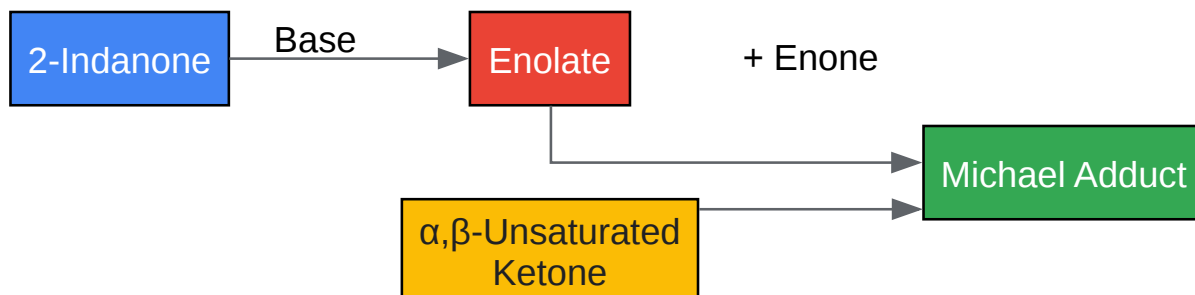 2-Indanone
Base
Enolate
+ Enone
Michael Adduct
α,β-Unsaturated
Ketone